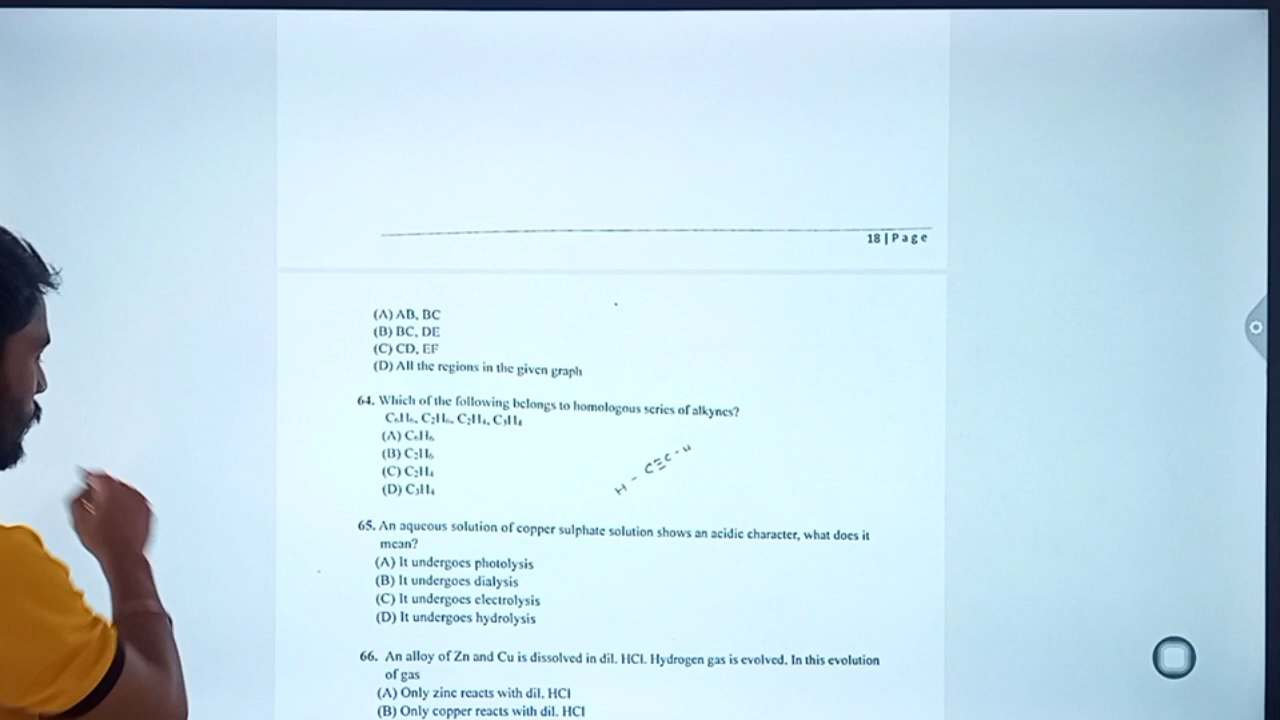 18 | P a g e
(A) AB, BC
(B) BC, DE
(C) CD, EF
(D) All the regions in the given graph
64. Which of the following belongs to homologous series of alkynes?
C₆H₆, C₂H₆, C₂H₄, C₃H₄
(A) C₆H₆
(B) C₂H₆
(C) C₂H₄
(D) C₃H₄
H - C≡C - H
65. An aqueous solution of copper sulphate solution shows an acidic character, what does it
mean?
(A) It undergoes photolysis
(B) It undergoes dialysis
(C) It undergoes electrolysis
(D) It undergoes hydrolysis
66. An alloy of Zn and Cu is dissolved in dil. HCl. Hydrogen gas is evolved. In this evolution
of gas
(A) Only zinc reacts with dil. HCl
(B) Only copper reacts with dil. HCl